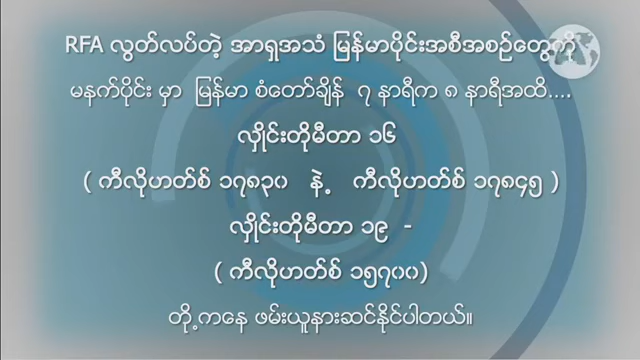 RFA လွတ်လပ်တဲ့ အာရှအသံ မြန်မာပိုင်းအစီအစဉ်တွေကို
မနက်ပိုင်း မှာ မြန်မာ စံတော်ချိန် ၇ နာရီက ၈ နာရီအထိ....
လှိုင်းတိုမီတာ ၁၆
( ကီလိုဟတ်စ် ၁၇၈၃၀ နဲ့ ကီလိုဟတ်စ် ၁၇၈၄၅ )
လှိုင်းတိုမီတာ ၁၉ -
( ကီလိုဟတ်စ် ၁၅၇၀၀)
တို့ကနေ ဖမ်းယူနားဆင်နိုင်ပါတယ်။